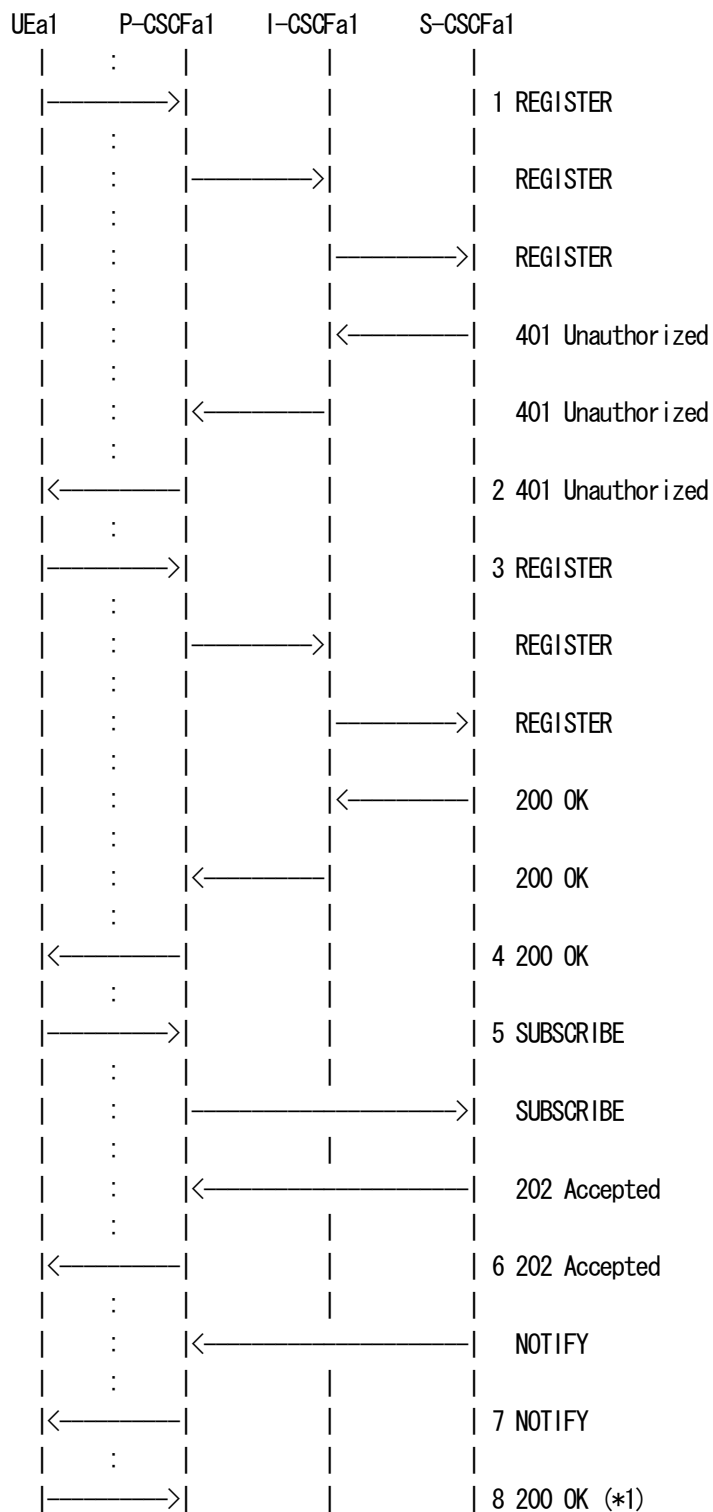 UEa1 P-CSCFa1 I-CSCFa1 S-CSCFa1
1 REGISTER
REGISTER
REGISTER
401 Unauthorized
401 Unauthorized
2 401 Unauthorized
3 REGISTER
REGISTER
REGISTER
200 OK
200 OK
4 200 OK
5 SUBSCRIBE
SUBSCRIBE
202 Accepted
6 202 Accepted
NOTIFY
7 NOTIFY
8 200 OK (*1)